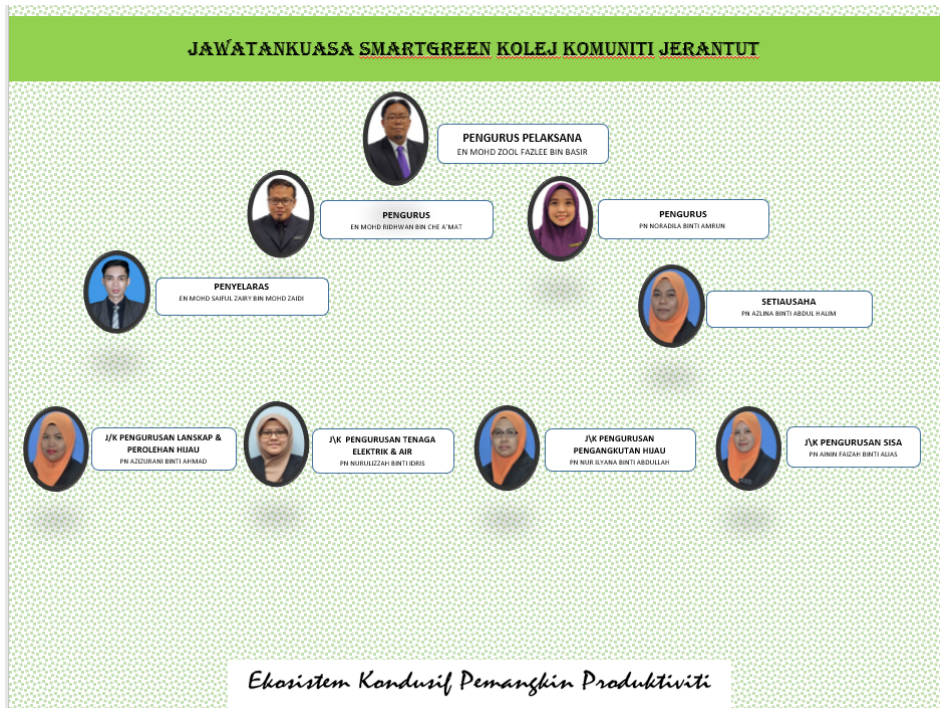 JAWATANKUASA SMARTGREEN KOLEJ KOMUNITI JERANTUT
PENGURUS PELAKSANA
EN MOHD ZOOL FAZLEE BIN BASIR
PENGURUS
EN MOHD RIDHWAN BIN CHE A'MAT
PENGURUS
PN NORADILA BINTI AMRUN
PENYELARAS
EN MOHD SAIFUL ZAIRY BIN MOHD ZAIDI
SETIAUSAHA
PN AZLINA BINTI ABDUL HALIM
J/K PENGURUSAN LANSKAP &
PEROLEHAN HIJAU
PN AZIZURANI BINTI AHMAD
J\K PENGURUSAN TENAGA
ELEKTRIK & AIR
PN NURULIZZAH BINTI IDRIS
J\K PENGURUSAN
PENGANGKUTAN HIJAU
PN NUR ILYANA BINTI ABDULLAH
J\K PENGURUSAN SISA
PN AININ FAIZAH BINTI ALIAS
Ekosistem Kondusif Pemangkin Produktiviti